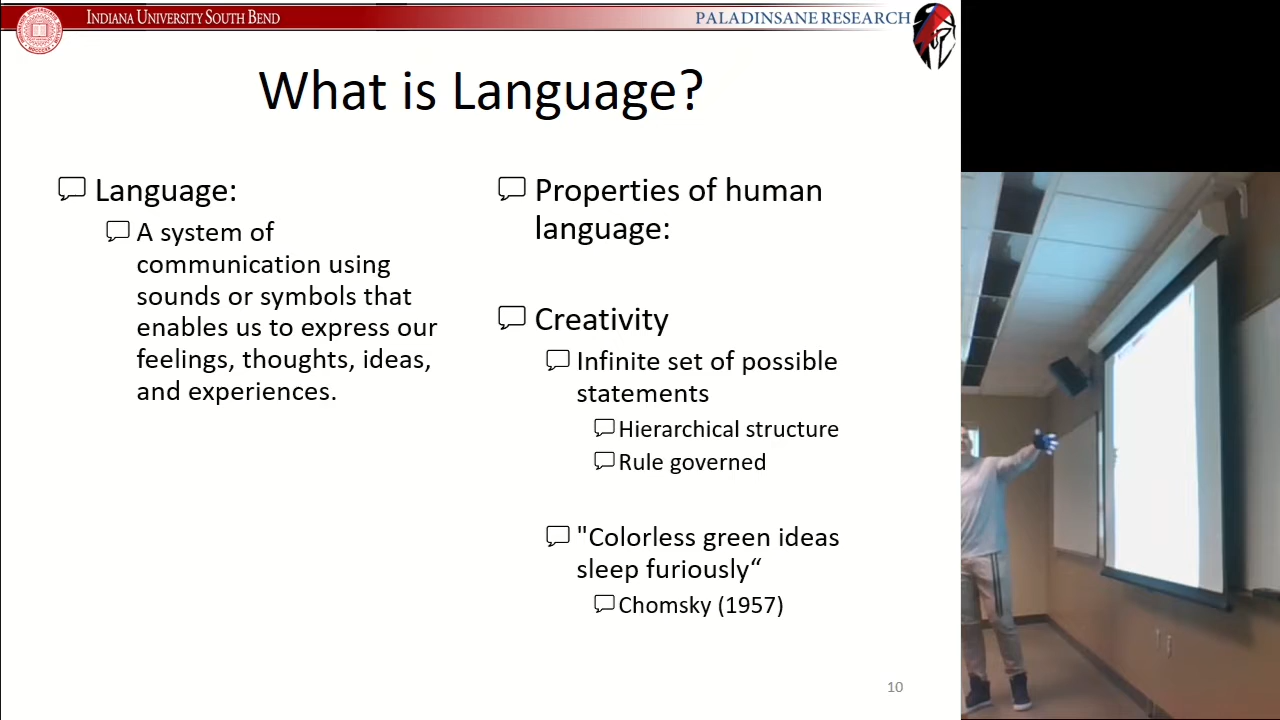 INDIANA UNIVERSITY SOUTH BEND
PALADINSANE RESEARCH
What is Language?
Language:
A system of
communication using
sounds or symbols that
enables us to express our
feelings, thoughts, ideas,
and experiences.
Properties of human
language:
Creativity
Infinite set of possible
statements
Hierarchical structure
Rule governed
"Colorless green ideas
sleep furiously“
Chomsky (1957)
10